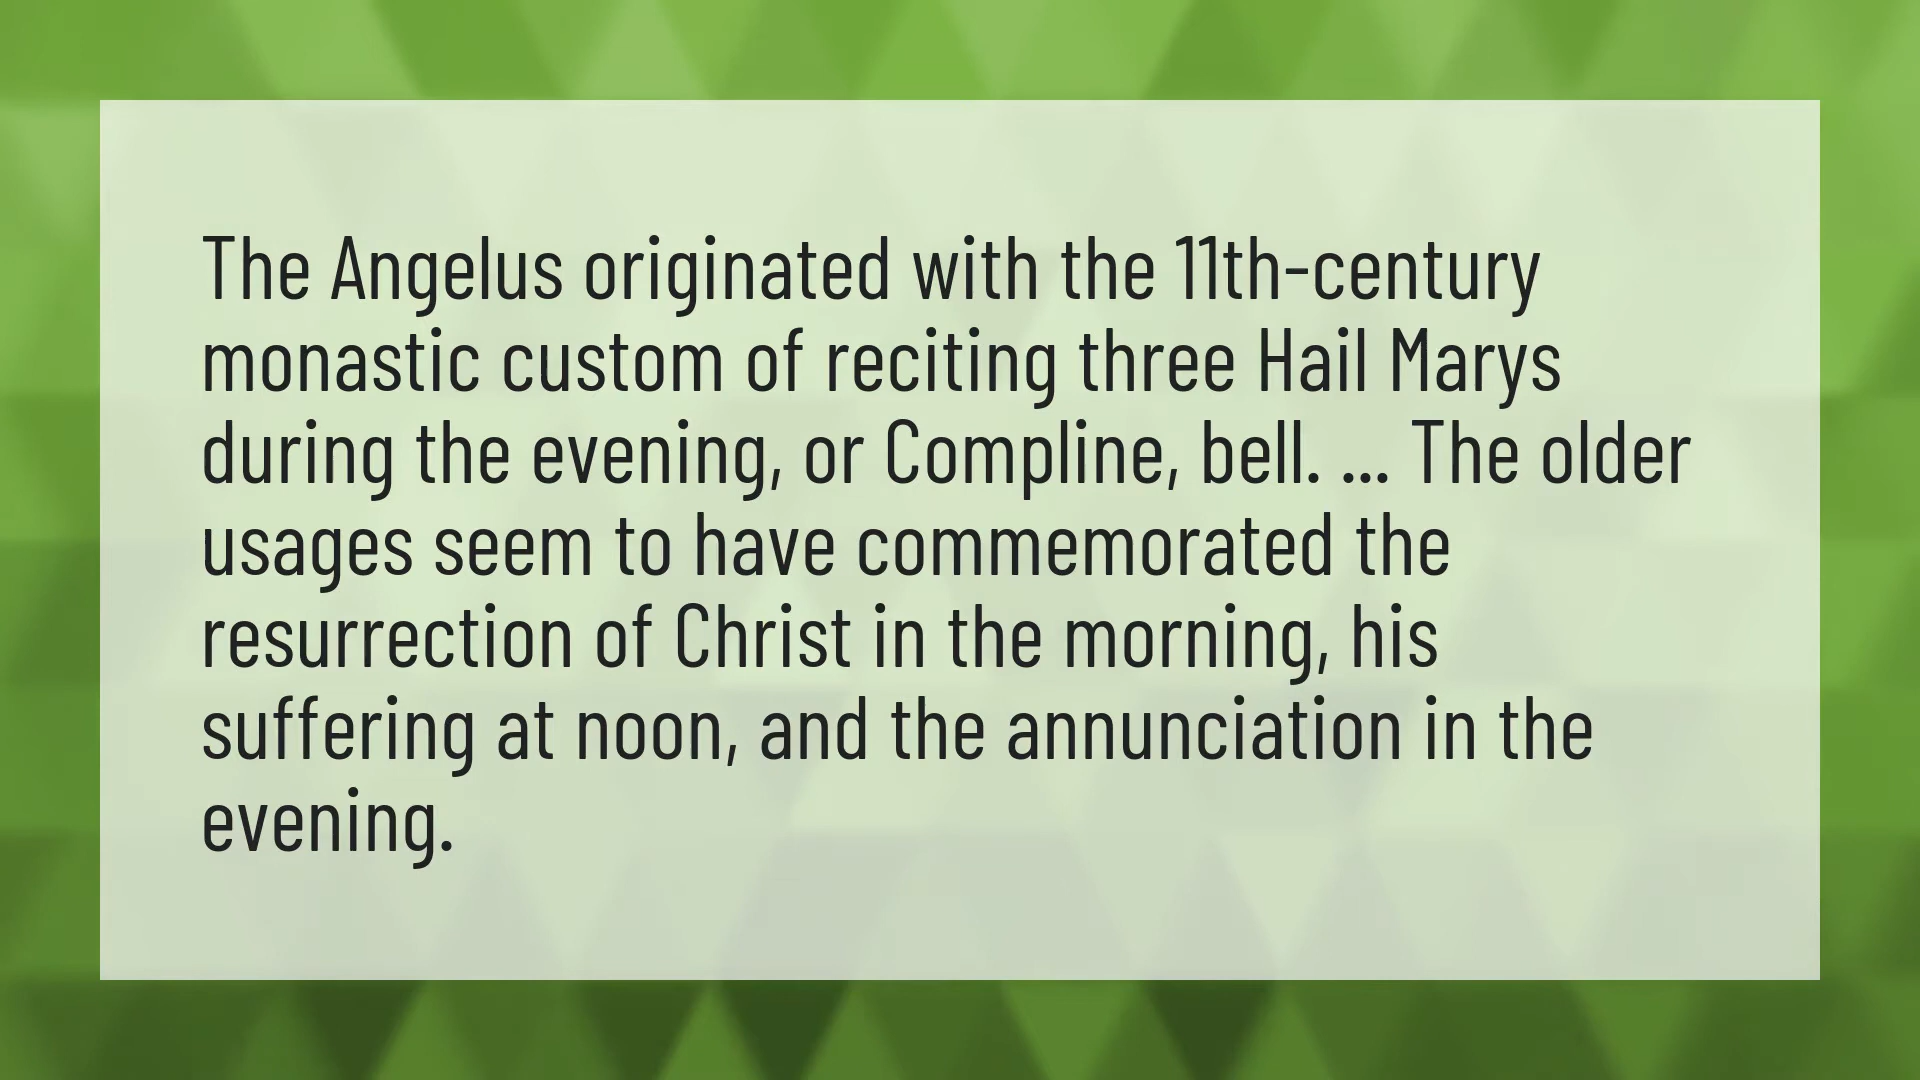 The Angelus originated with the 11th-century
monastic custom of reciting three Hail Marys
during the evening, or Compline, bell. ... The older
usages seem to have commemorated the
resurrection of Christ in the morning, his
suffering at noon, and the annunciation in the
evening.